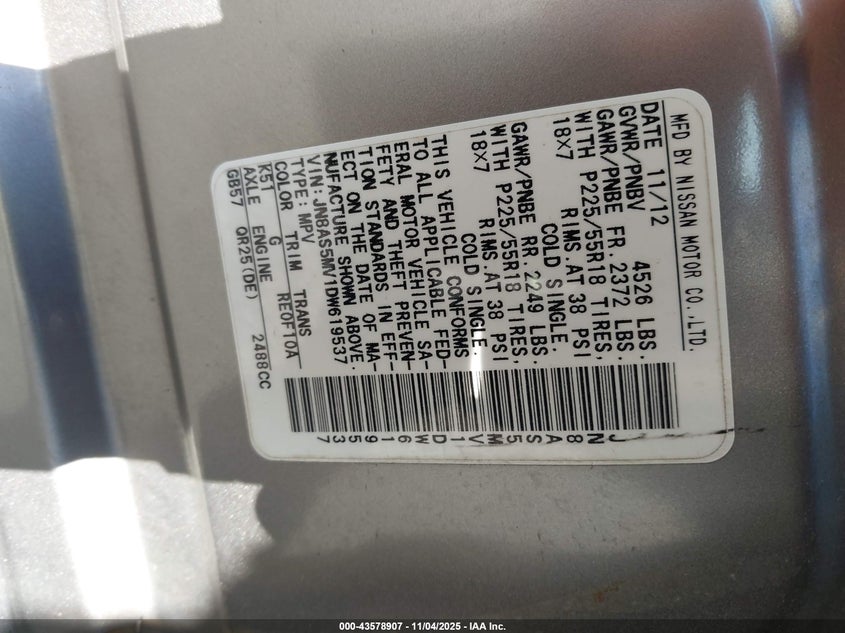 MFD BY NISSAN MOTOR CO.,LTD.
DATE 11/12
GVWR/PNBV 4526 LBS.
GAWR/PNBE FR. 2372 LBS.
WITH P225/55R18 TIRES,
18X7 RIMS.AT 38 PSI
COLD SINGLE.
GAWR/PNBE RR. 2249 LBS.
WITH P225/55R18 TIRES,
18X7 RIMS.AT 38 PSI
COLD SINGLE.
THIS VEHICLE CONFORMS
TO ALL APPLICABLE FED-
ERAL MOTOR VEHICLE SA-
FETY AND THEFT PREVEN-
TION STANDARDS IN EFF-
ECT ON THE DATE OF MA-
NUFACTURE SHOWN ABOVE.
VIN:JN8AS5MV1DW619537
TYPE:MPV
COLOR TRIM TRANS
K51 G RE0F10A
AXLE ENGINE
GB57 QR25(DE) 2488CC
JN8AS5MV1DW619537
000-43578907 - 11/04/2025 - IAA Inc.